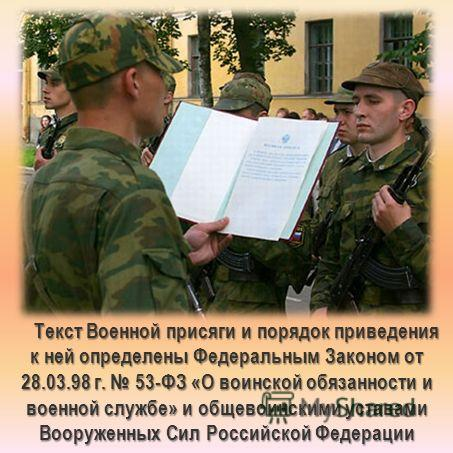 Текст Военной присяги и порядок приведения
к ней определены Федеральным Законом от
28.03.98 г. № 53-ФЗ «О воинской обязанности и
военной службе» и общевоинскими уставами
Вооруженных Сил Российской Федерации
MyShared